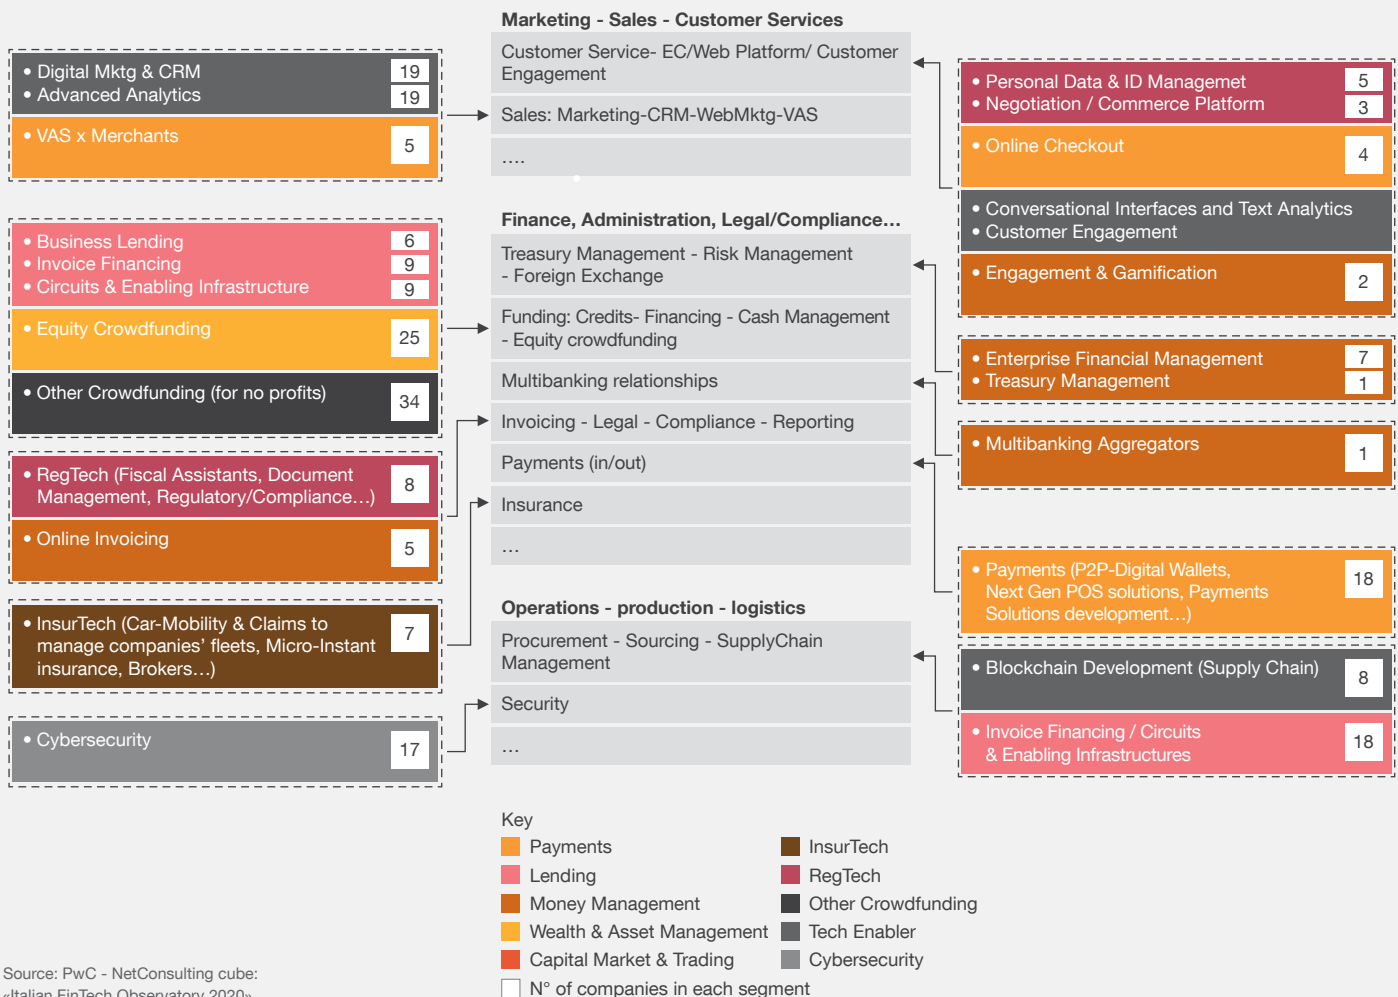 Marketing - Sales - Customer Services
Customer Service- EC/Web Platform/ Customer
Engagement
Sales: Marketing-CRM-WebMktg-VAS
....
• Digital Mktg & CRM 19
• Advanced Analytics 19
• VAS x Merchants 5
• Personal Data & ID Managemet 5
• Negotiation / Commerce Platform 3
• Online Checkout 4
• Conversational Interfaces and Text Analytics
• Customer Engagement
• Engagement & Gamification 2
Finance, Administration, Legal/Compliance...
Treasury Management - Risk Management
- Foreign Exchange
Funding: Credits- Financing - Cash Management
- Equity crowdfunding
Multibanking relationships
Invoicing - Legal - Compliance - Reporting
Payments (in/out)
Insurance
...
• Business Lending 6
• Invoice Financing 9
• Circuits & Enabling Infrastructure 9
• Equity Crowdfunding 25
• Other Crowdfunding (for no profits) 34
• RegTech (Fiscal Assistants, Document
Management, Regulatory/Compliance...) 8
• Online Invoicing 5
• InsurTech (Car-Mobility & Claims to
manage companies' fleets, Micro-Instant
insurance, Brokers...) 7
• Enterprise Financial Management 7
• Treasury Management 1
• Multibanking Aggregators 1
• Payments (P2P-Digital Wallets,
Next Gen POS solutions, Payments
Solutions development...) 18
Operations - production - logistics
Procurement - Sourcing - SupplyChain
Management
Security
...
• Cybersecurity 17
• Blockchain Development (Supply Chain) 8
• Invoice Financing / Circuits
& Enabling Infrastructures 18
Key
Payments
Lending
Money Management
Wealth & Asset Management
Capital Market & Trading
N° of companies in each segment
InsurTech
RegTech
Other Crowdfunding
Tech Enabler
Cybersecurity
Source: PwC - NetConsulting cube:
«Italian FinTech Observatory 2020»